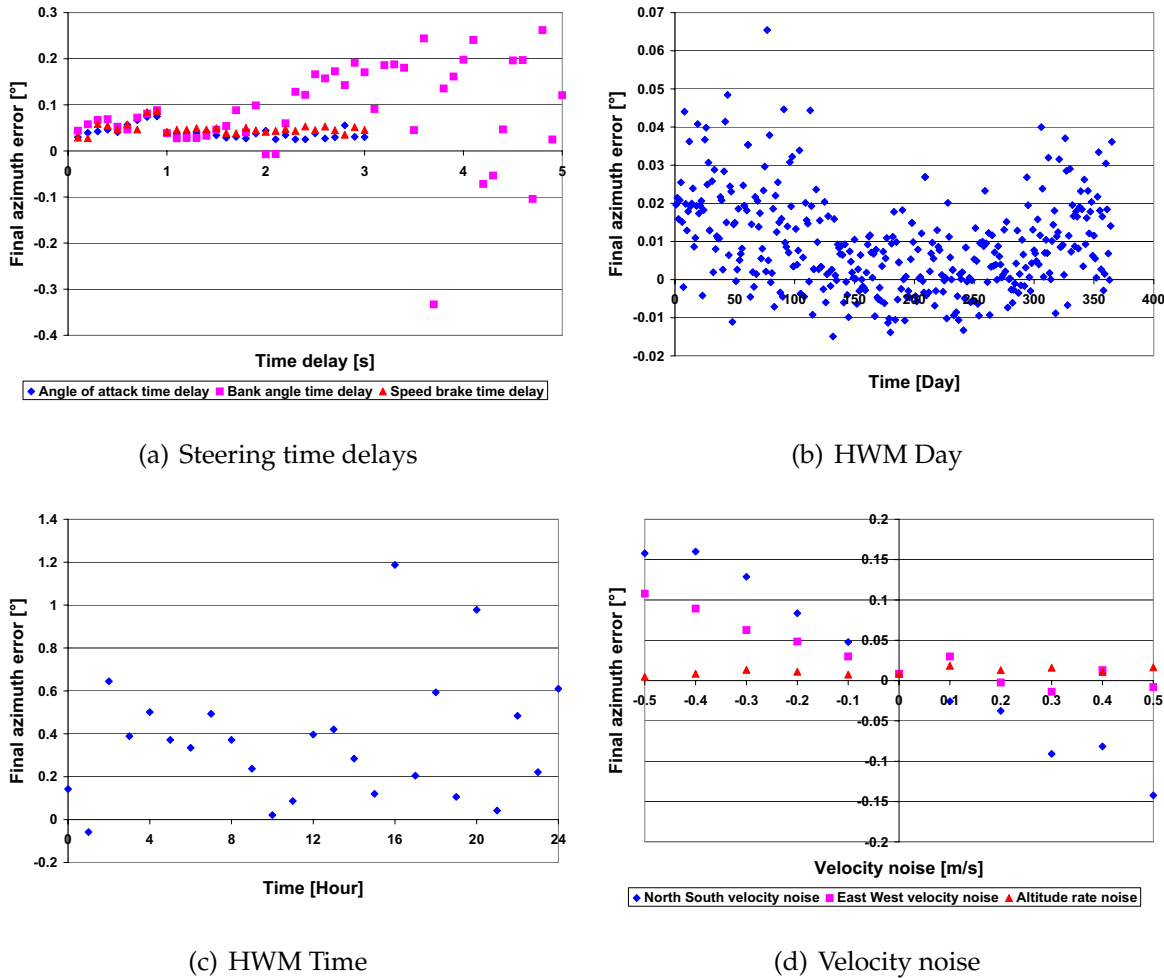 0.3
0.2
0.1
0
-0.1
-0.2
-0.3
-0.4
0 1 2 3 4 5
Final azimuth error [°]
Time delay [s]
Angle of attack time delay Bank angle time delay Speed brake time delay
(a) Steering time delays
0.07
0.06
0.05
0.04
0.03
0.02
0.01
0
-0.01
-0.02
0 50 100 150 200 250 300 350 400
Final azimuth error [°]
Time [Day]
(b) HWM Day
1.4
1.2
1
0.8
0.6
0.4
0.2
0
-0.2
0 4 8 12 16 20 24
Final azimuth error [°]
Time [Hour]
(c) HWM Time
0.2
0.15
0.1
0.05
0
-0.05
-0.1
-0.15
-0.2
-0.5 -0.4 -0.3 -0.2 -0.1 0 0.1 0.2 0.3 0.4 0.5
Final azimuth error [°]
Velocity noise [m/s]
North South velocity noise East West velocity noise Altitude rate noise
(d) Velocity noise